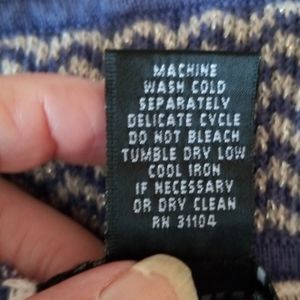 MACHINE
WASH COLD
SEPARATELY
DELICATE CYCLE
DO NOT BLEACH
TUMBLE DRY LOW
COOL IRON
IF NECESSARY
OR DRY CLEAN
RN 31104